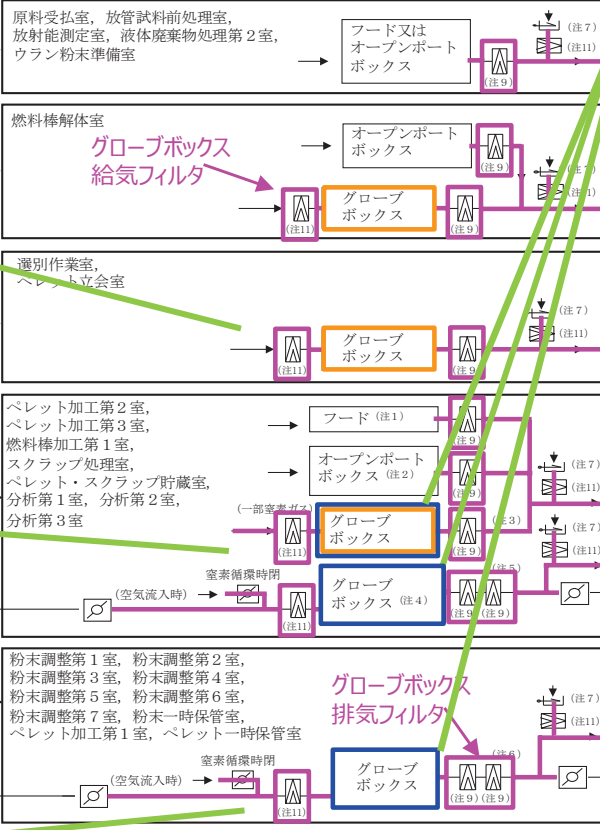 原料受払室，放管試料前処理室，
放射能測定室，液体廃棄物処理第２室，
ウラン粉末準備室
フード又は
オープンポート
ボックス
(注９)
(注７)
(注11)
燃料棒解体室
グローブボックス
給気フィルタ
オープンポート
ボックス
(注９)
(注11)
グローブ
ボックス
(注９)
選別作業室，
ペレット立会室
(注７)
(注11)
(注11)
グローブ
ボックス
(注９)
ペレット加工第２室，
ペレット加工第３室，
燃料棒加工第１室，
スクラップ処理室，
ペレット・スクラップ貯蔵室，
分析第１室，分析第２室，
分析第３室
フード (注１)
(注９)
オープンポート
ボックス (注２)
(注９)
(注７)
(注11)
(一部窒素ガス)
(注11)
グローブ
ボックス
(注９)
(注３)
(注７)
(注11)
窒素循環時閉
(空気流入時)
(注11)
グローブ
ボックス (注４)
(注５)
(注９) (注９)
粉末調整第１室，粉末調整第２室，
粉末調整第３室，粉末調整第４室，
粉末調整第５室，粉末調整第６室，
粉末調整第７室，粉末一時保管室，
ペレット加工第１室，ペレット一時保管室
グローブボックス
排気フィルタ
(注７)
(注11)
窒素循環時閉
(空気流入時)
(注11)
グローブ
ボックス
(注６)
(注９) (注９)